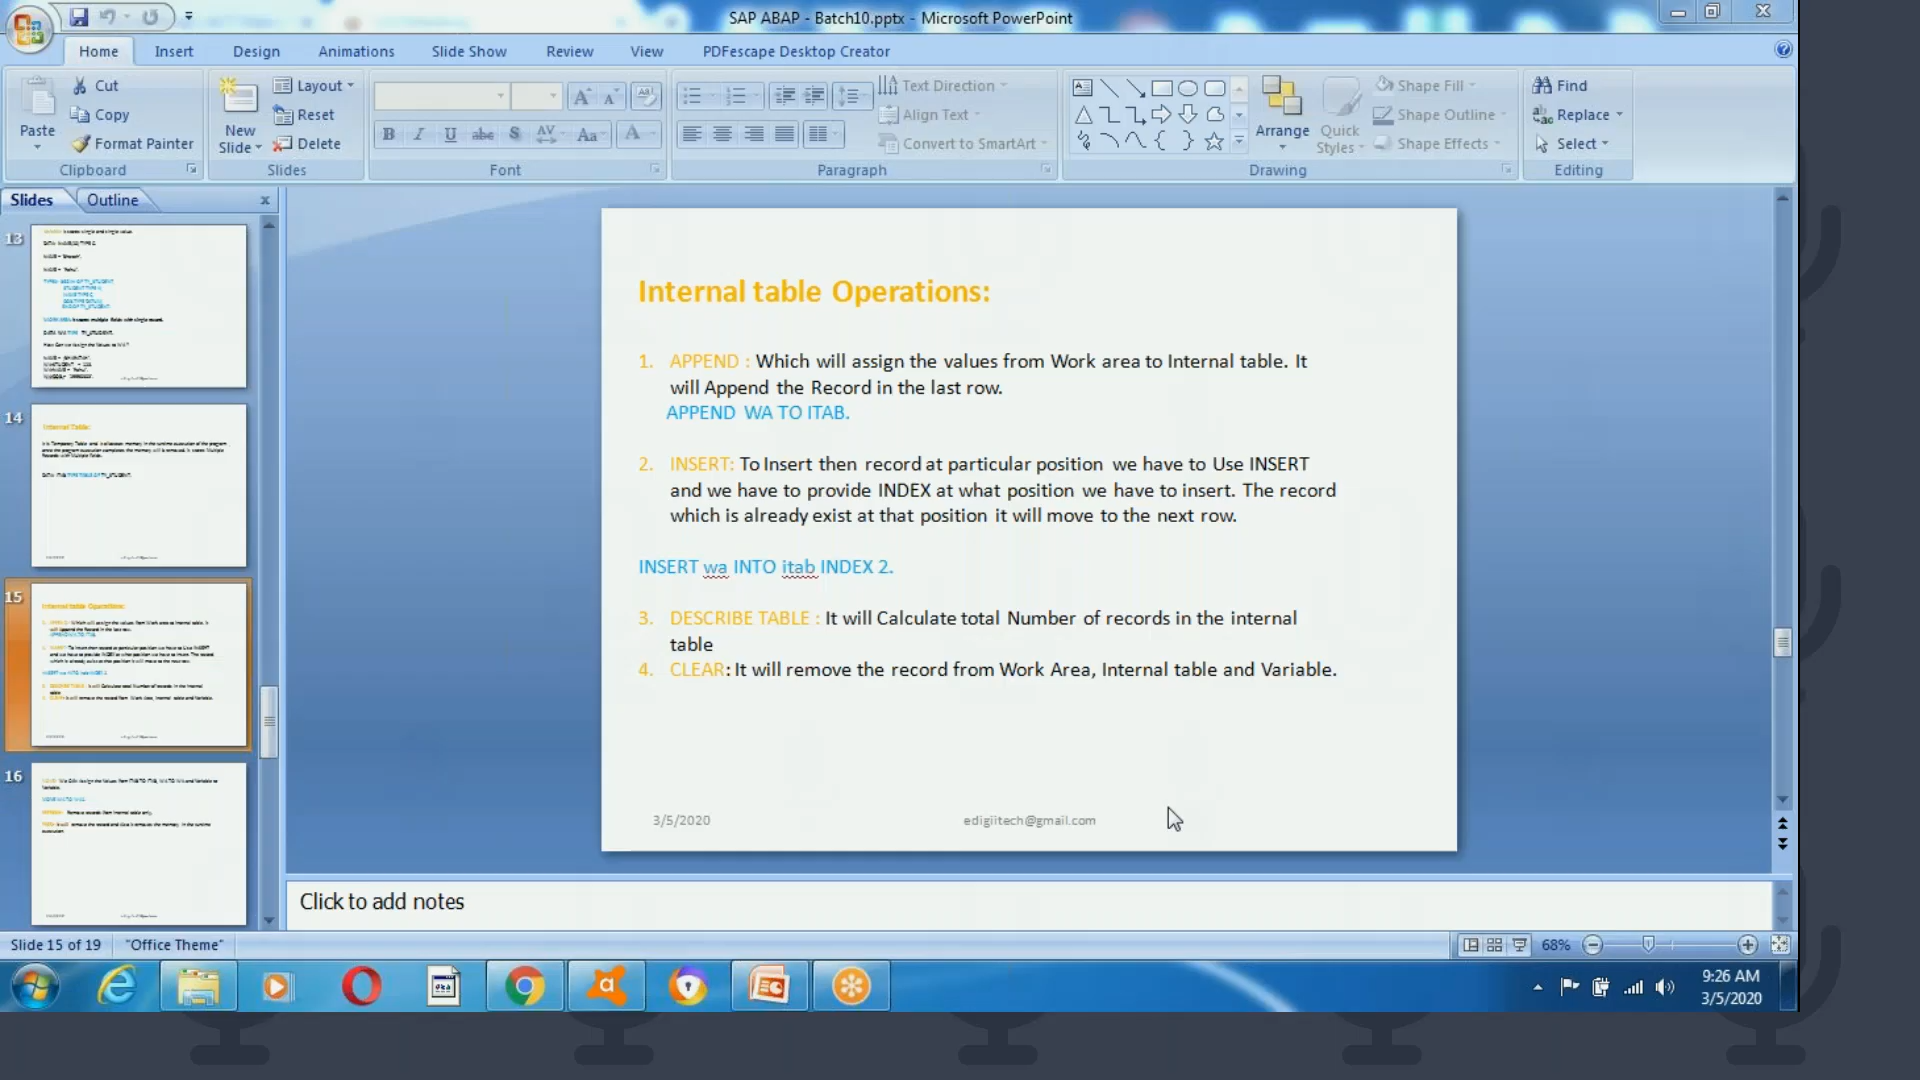 SAP ABAP - Batch10.pptx - Microsoft PowerPoint
Home Insert Design Animations Slide Show Review View PDFescape Desktop Creator
Paste
Cut
Copy
Format Painter
Clipboard
New Slide
Layout
Reset
Delete
Slides
Font
Text Direction
Align Text
Convert to SmartArt
Paragraph
Arrange
Quick Styles
Shape Fill
Shape Outline
Shape Effects
Drawing
Find
Replace
Select
Editing
Slides Outline
13
14
Internal Table:
15
Internal table Operations:
16
Internal table Operations:
1. APPEND : Which will assign the values from Work area to Internal table. It
will Append the Record in the last row.
APPEND WA TO ITAB.
2. INSERT: To Insert then record at particular position we have to Use INSERT
and we have to provide INDEX at what position we have to insert. The record
which is already exist at that position it will move to the next row.
INSERT wa INTO itab INDEX 2.
3. DESCRIBE TABLE : It will Calculate total Number of records in the internal
table
4. CLEAR: It will remove the record from Work Area, Internal table and Variable.
3/5/2020 edigiitech@gmail.com
Click to add notes
Slide 15 of 19 "Office Theme" 68%
9:26 AM
3/5/2020